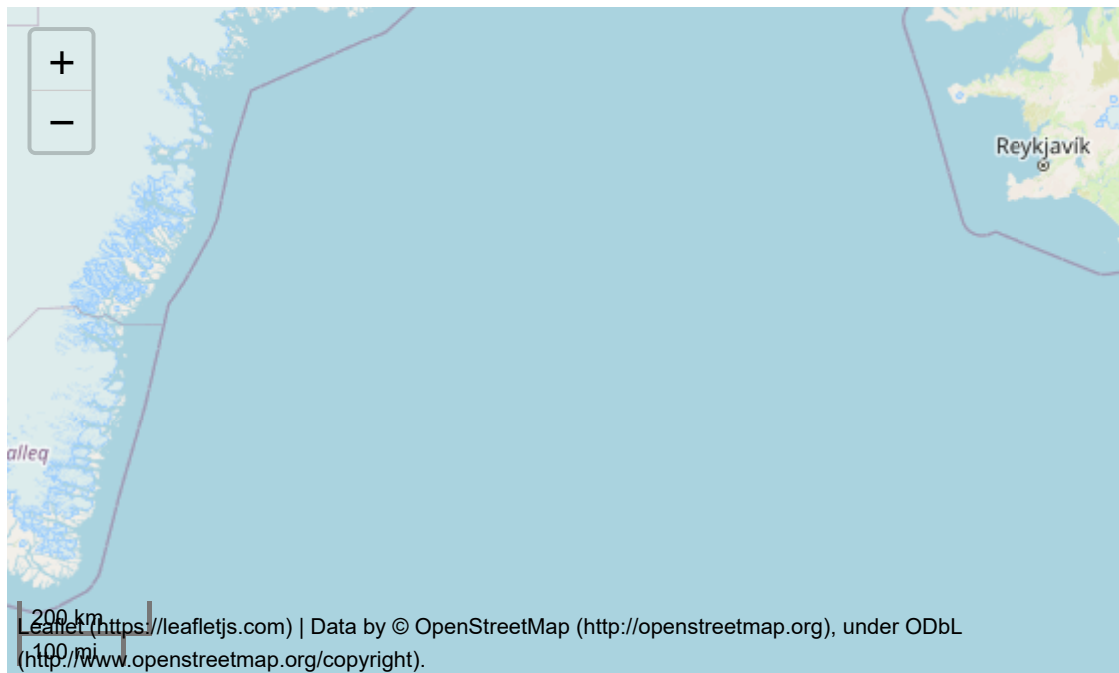 +
−
Reykjavík
alleq
200 km
Leaflet (https://leafletjs.com) | Data by © OpenStreetMap (http://openstreetmap.org), under ODbL
100 mi
(http://www.openstreetmap.org/copyright).